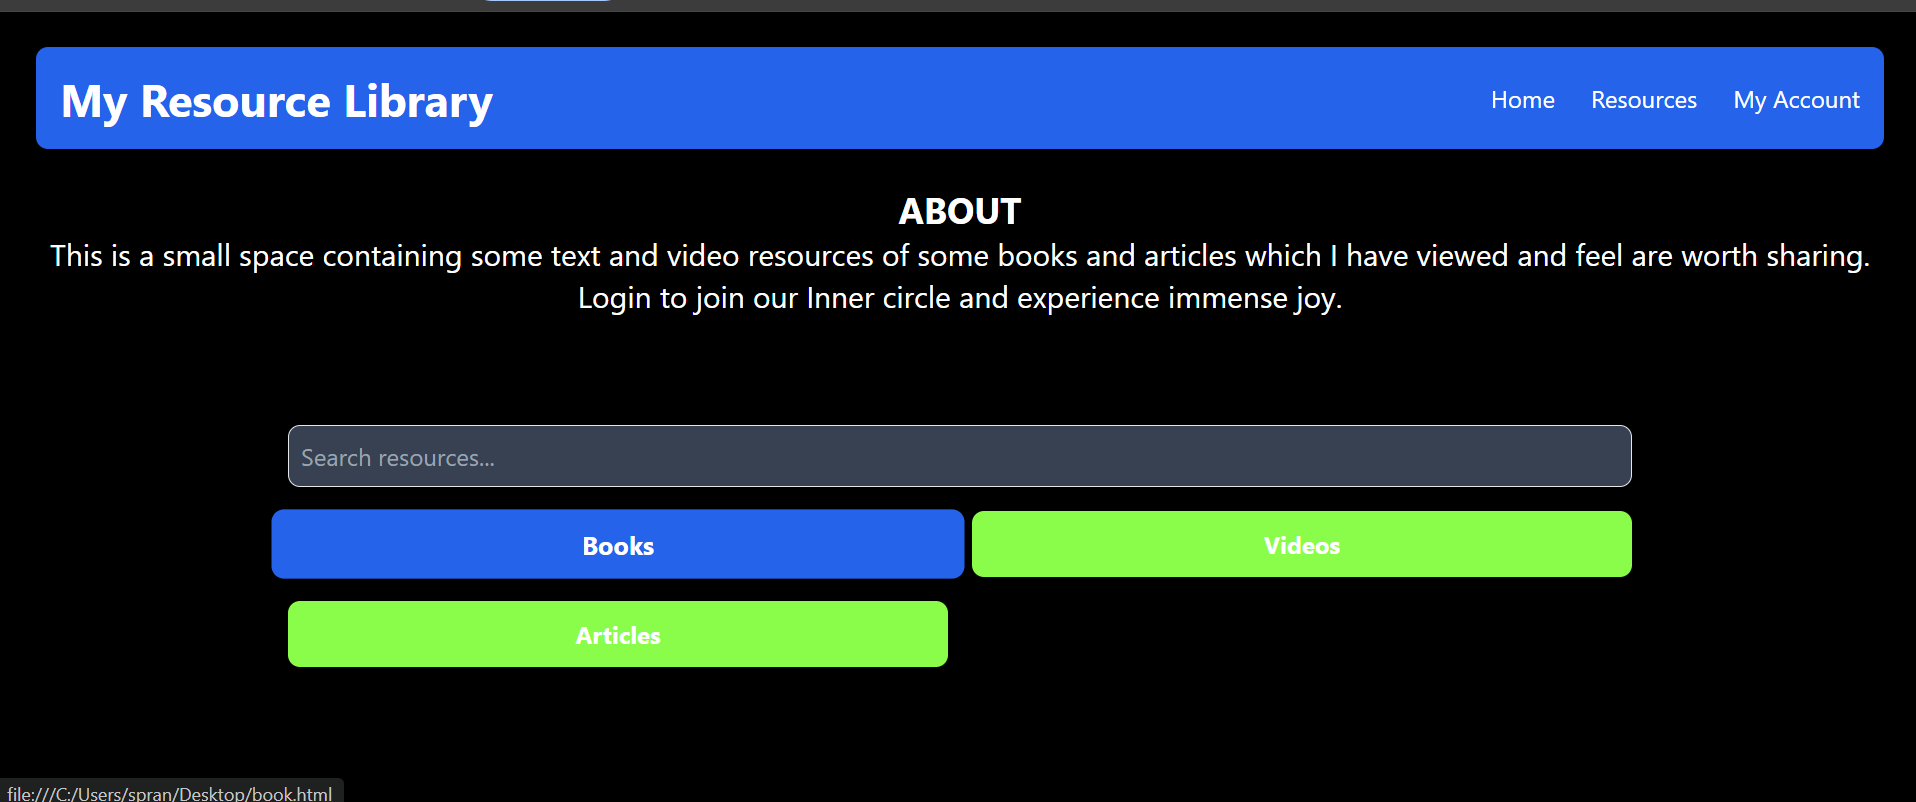 My Resource Library
Home Resources My Account
ABOUT
This is a small space containing some text and video resources of some books and articles which I have viewed and feel are worth sharing.
Login to join our Inner circle and experience immense joy.
Search resources...
Books
Videos
Articles
file:///C:/Users/spran/Desktop/book.html